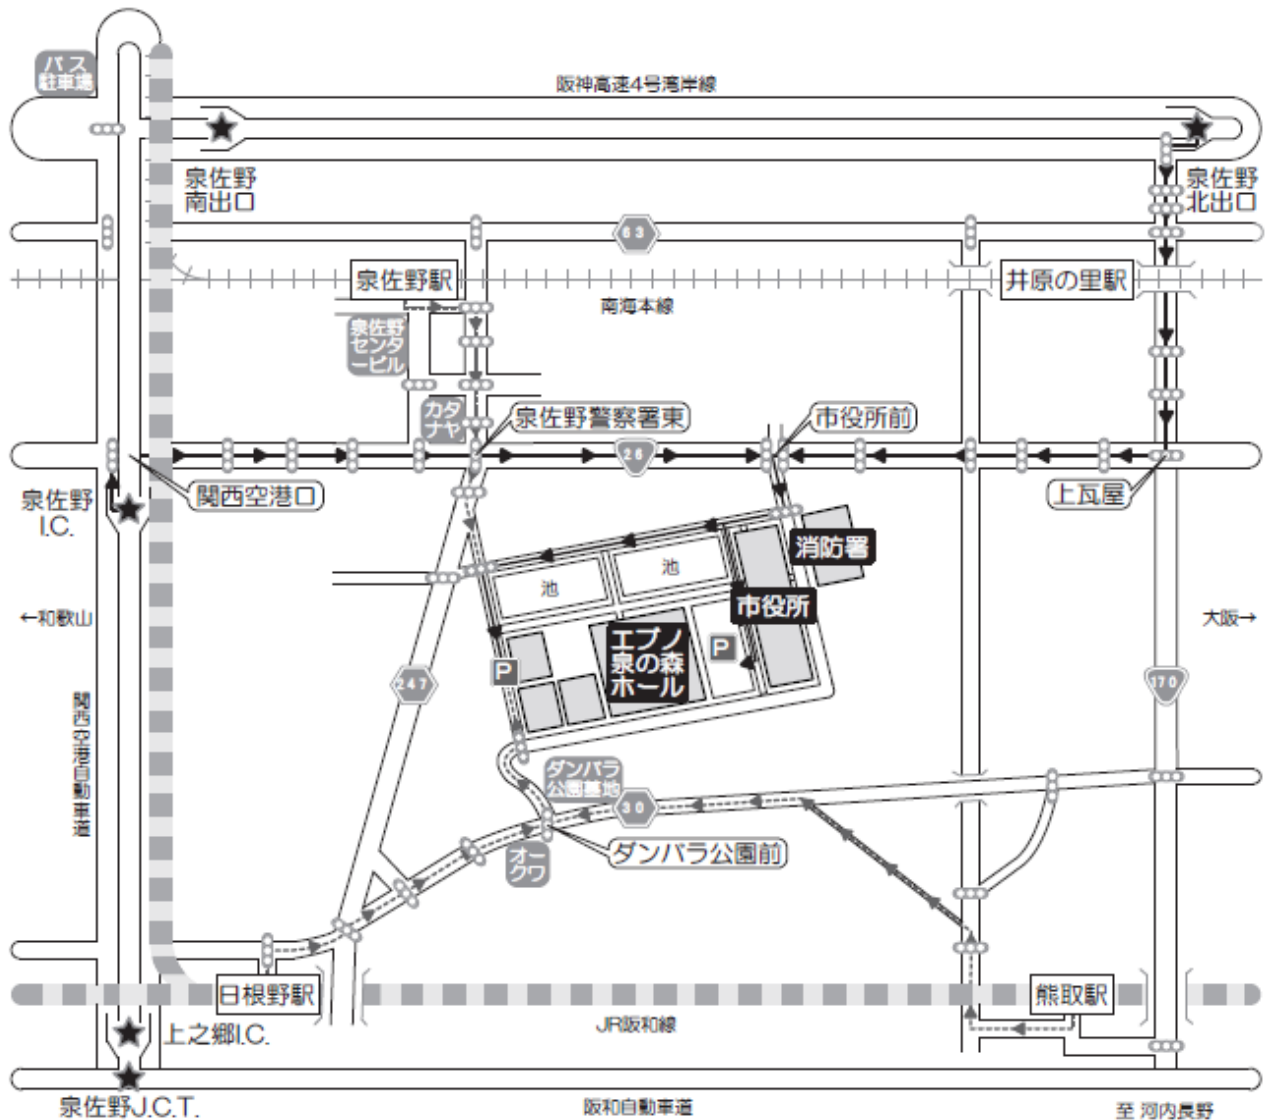 バス
駐車場
阪神高速4号湾岸線
泉佐野
南出口
泉佐野
北出口
63
泉佐野駅
井原の里駅
南海本線
泉佐野
センタ
ービル
カタ
ナヤ
泉佐野警察署東
市役所前
26
関西空港口
上瓦屋
泉佐野
I.C.
消防署
池
池
市役所
←和歌山
大阪→
エブノ
泉の森
ホール
P
P
247
170
関西空港自動車道
ダンバラ
公園墓地
30
オー
クワ
ダンバラ公園前
日根野駅
熊取駅
上之郷I.C.
JR阪和線
泉佐野J.C.T.
阪和自動車道
至 河内長野